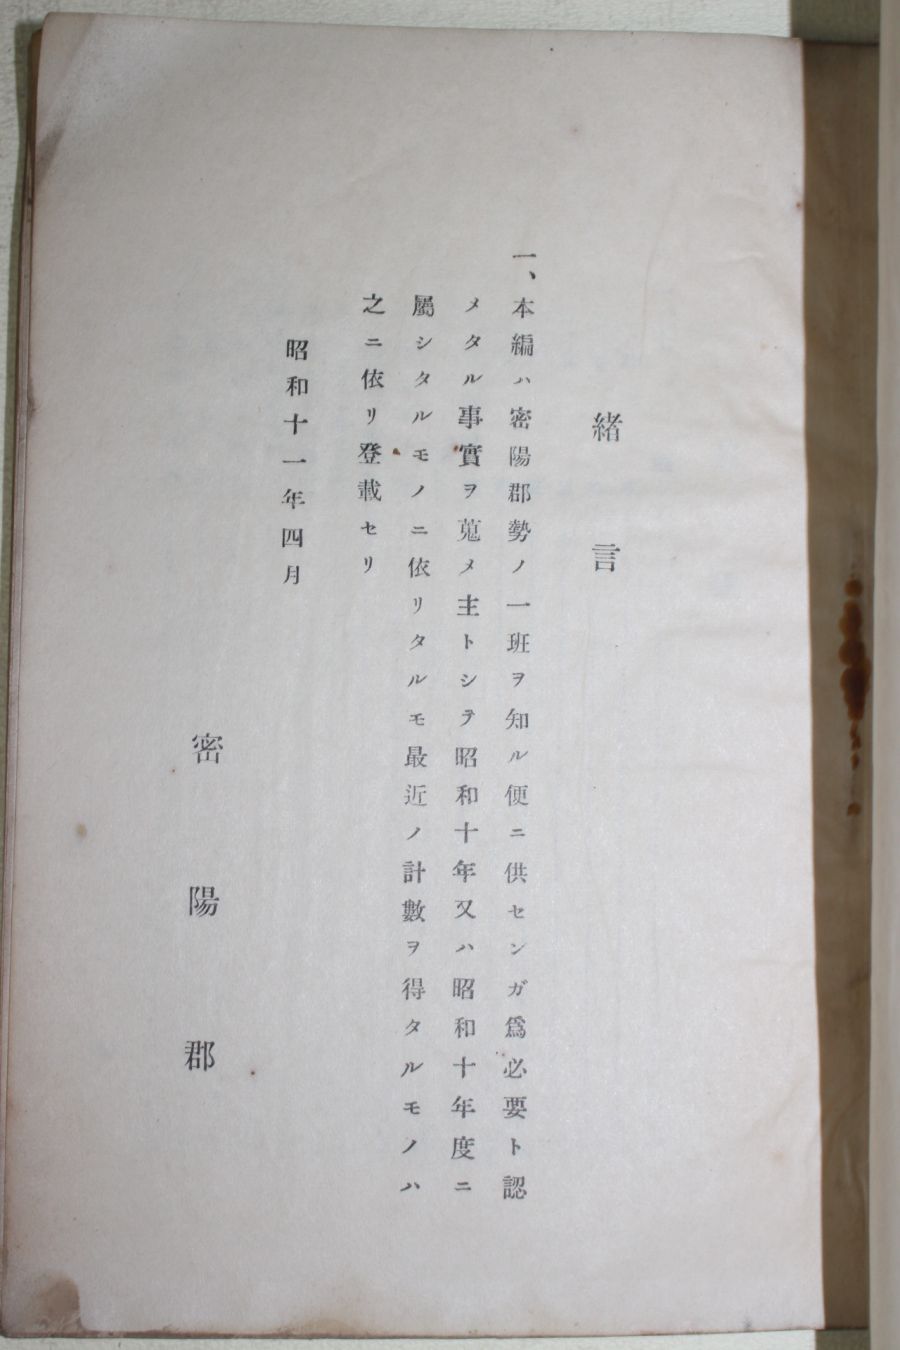 緖言
一、本編ハ密陽郡勢ノ一班ヲ知ル便ニ供センガ爲必要ト認
メタル事實ヲ蒐メ主トシテ昭和十年又ハ昭和十年度ニ
屬シタルモノニ依リタルモ最近ノ計數ヲ得タルモノハ
之ニ依リ登載セリ
昭和十一年四月
密陽郡